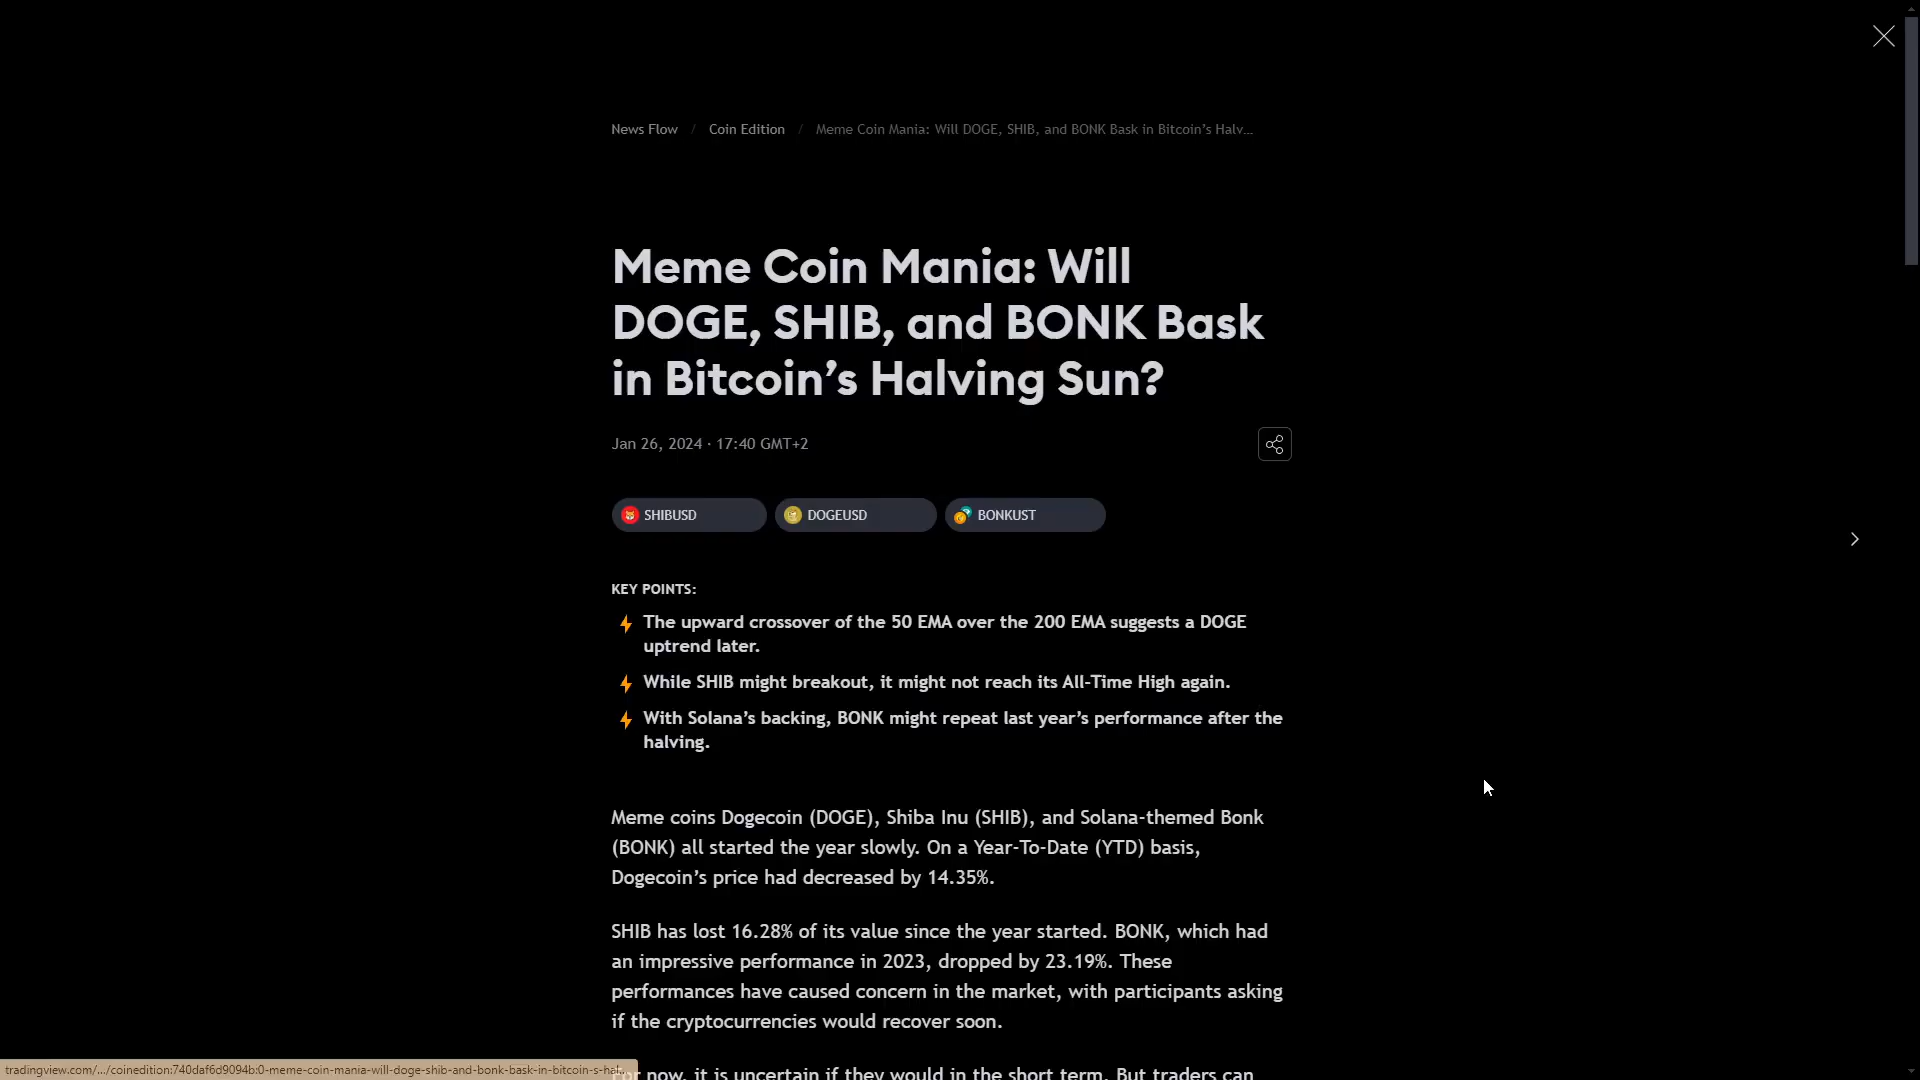 News Flow / Coin Edition / Meme Coin Mania: Will DOGE, SHIB, and BONK Bask in Bitcoin’s Halv...
Meme Coin Mania: Will
DOGE, SHIB, and BONK Bask
in Bitcoin’s Halving Sun?
Jan 26, 2024 · 17:40 GMT+2
SHIBUSD
DOGEUSD
BONKUST
KEY POINTS:
The upward crossover of the 50 EMA over the 200 EMA suggests a DOGE
uptrend later.
While SHIB might breakout, it might not reach its All-Time High again.
With Solana’s backing, BONK might repeat last year’s performance after the
halving.
Meme coins Dogecoin (DOGE), Shiba Inu (SHIB), and Solana-themed Bonk
(BONK) all started the year slowly. On a Year-To-Date (YTD) basis,
Dogecoin’s price had decreased by 14.35%.
SHIB has lost 16.28% of its value since the year started. BONK, which had
an impressive performance in 2023, dropped by 23.19%. These
performances have caused concern in the market, with participants asking
if the cryptocurrencies would recover soon.
For now, it is uncertain if they would in the short term. But traders can
tradingview.com/.../coinedition:740daf6d9094b:0-meme-coin-mania-will-doge-shib-and-bonk-bask-in-bitcoin-s-hal...